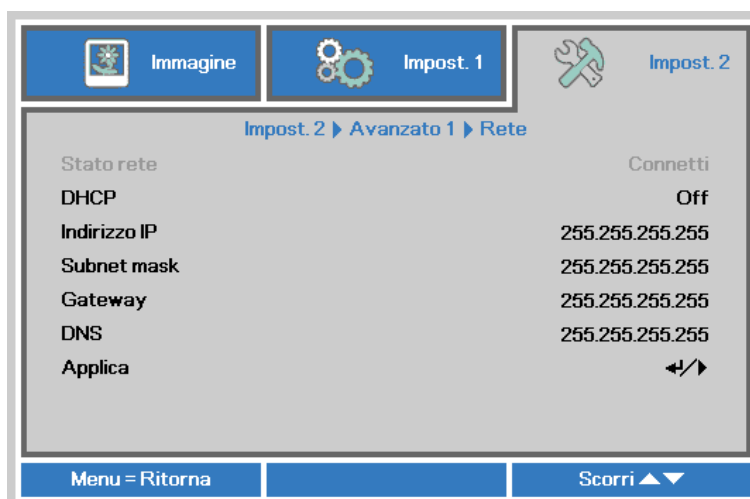 Immagine Impost. 1 Impost. 2
Impost. 2 ▶ Avanzato 1 ▶ Rete
Stato rete Connetti
DHCP Off
Indirizzo IP 255.255.255.255
Subnet mask 255.255.255.255
Gateway 255.255.255.255
DNS 255.255.255.255
Applica ↵/▶
Menu = Ritorna Scorri ▲▼